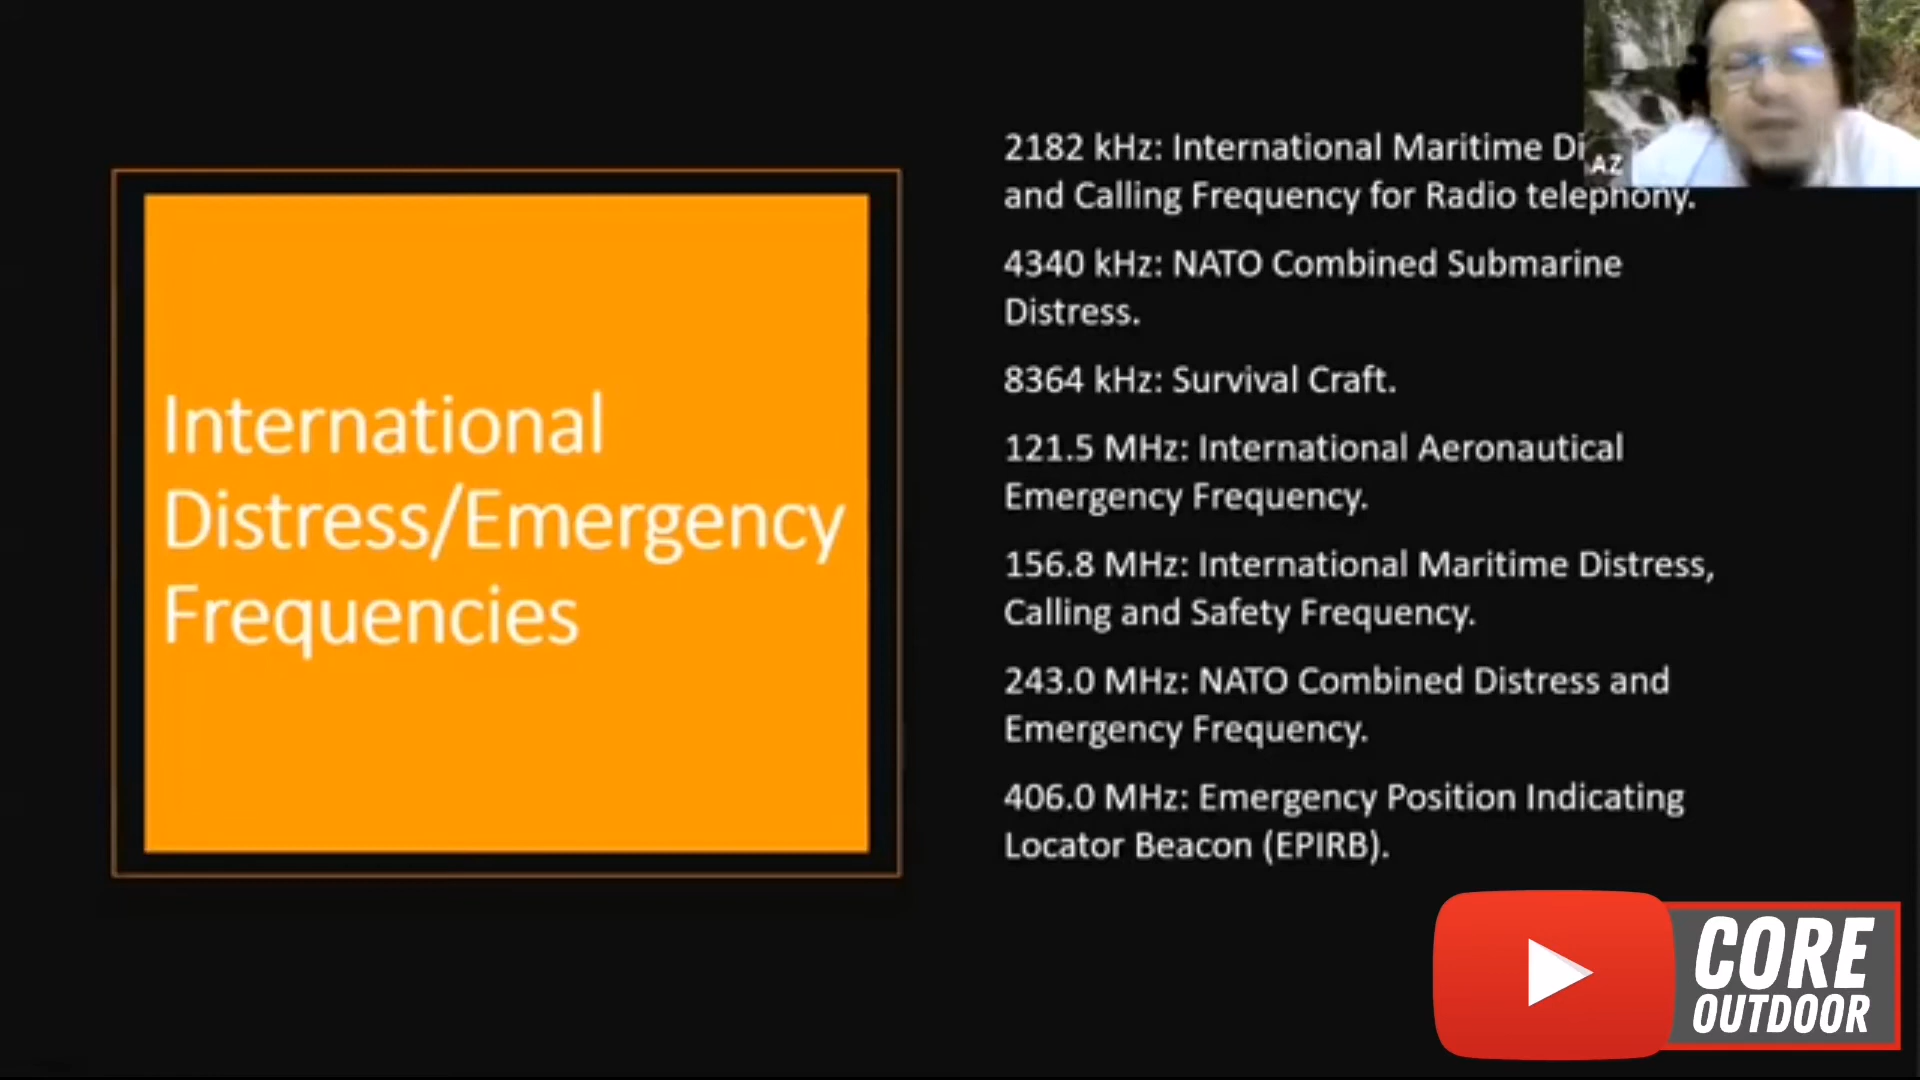 International
Distress/Emergency
Frequencies
2182 kHz: International Maritime
and Calling Frequency for Radio telephony.
4340 kHz: NATO Combined Submarine
Distress.
8364 kHz: Survival Craft.
121.5 MHz: International Aeronautical
Emergency Frequency.
156.8 MHz: International Maritime Distress,
Calling and Safety Frequency.
243.0 MHz: NATO Combined Distress and
Emergency Frequency.
406.0 MHz: Emergency Position Indicating
Locator Beacon (EPIRB).
AZ
CORE
OUTDOOR